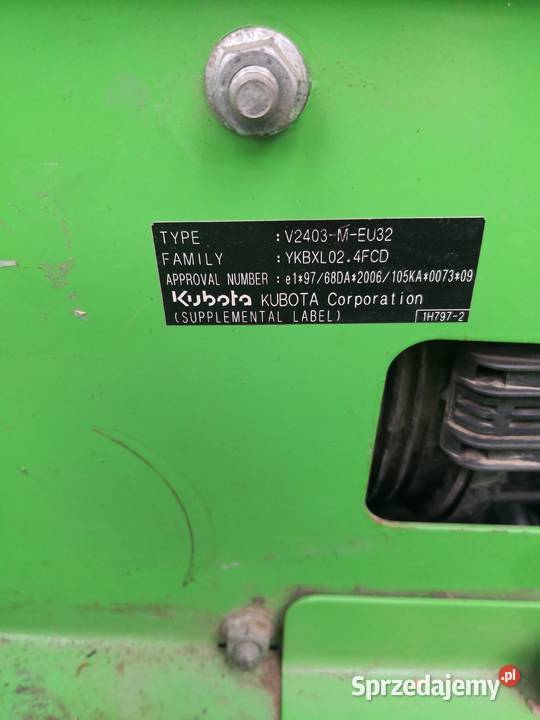 TYPE : V2403-M-EU32
FAMILY : YKBXL02.4FCD
APPROVAL NUMBER : e1*97/68DA*2006/105KA*0073*09
Kubota KUBOTA Corporation
(SUPPLEMENTAL LABEL) 1H797-2
Sprzedajemy.pl